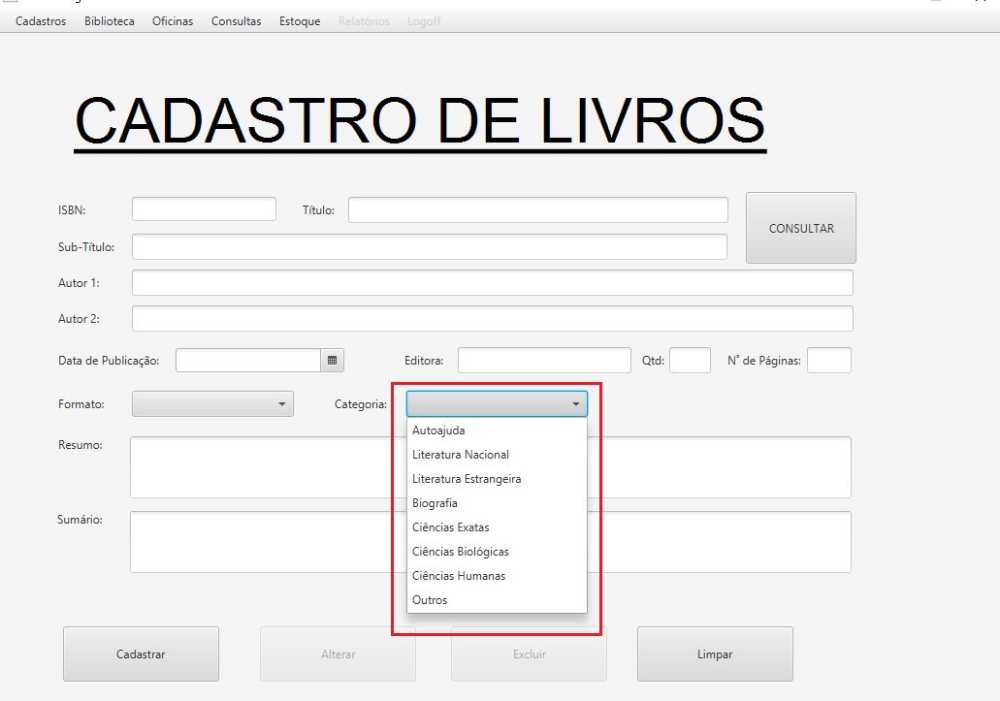 Cadastros Biblioteca Oficinas Consultas Estoque Relatórios Logoff
CADASTRO DE LIVROS
ISBN: Título: CONSULTAR
Sub-Título:
Autor 1:
Autor 2:
Data de Publicação: Editora: Qtd: N° de Páginas:
Formato: Categoria:
Autoajuda
Resumo:
Literatura Nacional
Literatura Estrangeira
Biografia
Sumário:
Ciências Exatas
Ciências Biológicas
Ciências Humanas
Outros
Cadastrar Alterar Excluir Limpar